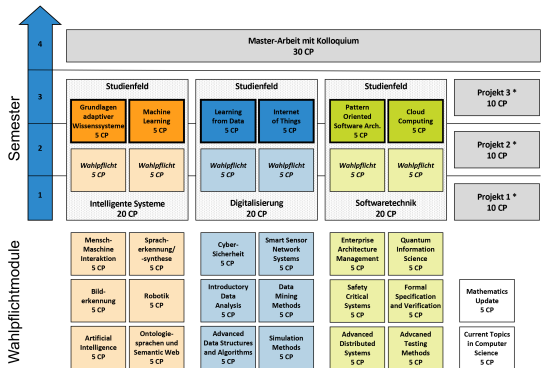 4
Master-Arbeit mit Kolloquium
30 CP
Semester
3
2
1
Studienfeld
Grundlagen
adaptiver
Wissenssysteme
5 CP
Machine
Learning
5 CP
Wahlpflicht
5 CP
Wahlpflicht
5 CP
Intelligente Systeme
20 CP
Studienfeld
Learning
from Data
5 CP
Internet
of Things
5 CP
Wahlpflicht
5 CP
Wahlpflicht
5 CP
Digitalisierung
20 CP
Studienfeld
Pattern
Oriented
Software Arch.
5 CP
Cloud
Computing
5 CP
Wahlpflicht
5 CP
Wahlpflicht
5 CP
Softwaretechnik
20 CP
Projekt 3 *
10 CP
Projekt 2 *
10 CP
Projekt 1 *
10 CP
Wahlpflichtmodule
Mensch-
Maschine
Interaktion
5 CP
Sprach-
erkennung/
-synthese
5 CP
Cyber-
Sicherheit
5 CP
Smart Sensor
Network
Systems
5 CP
Enterprise
Architecture
Management
5 CP
Quantum
Information
Science
5 CP
Bild-
erkennung
5 CP
Robotik
5 CP
Introductory
Data
Analysis
5 CP
Data
Mining
Methods
5 CP
Safety
Critical
Systems
5 CP
Formal
Specification
and Verification
5 CP
Mathematics
Update
5 CP
Artificial
Intelligence
5 CP
Ontologie-
sprachen und
Semantic Web
5 CP
Advanced
Data Structures
and Algorithms
5 CP
Simulation
Methods
5 CP
Advanced
Distributed
Systems
5 CP
Advcaned
Testing
Methods
5 CP
Current Topics
in Computer
Science
5 CP